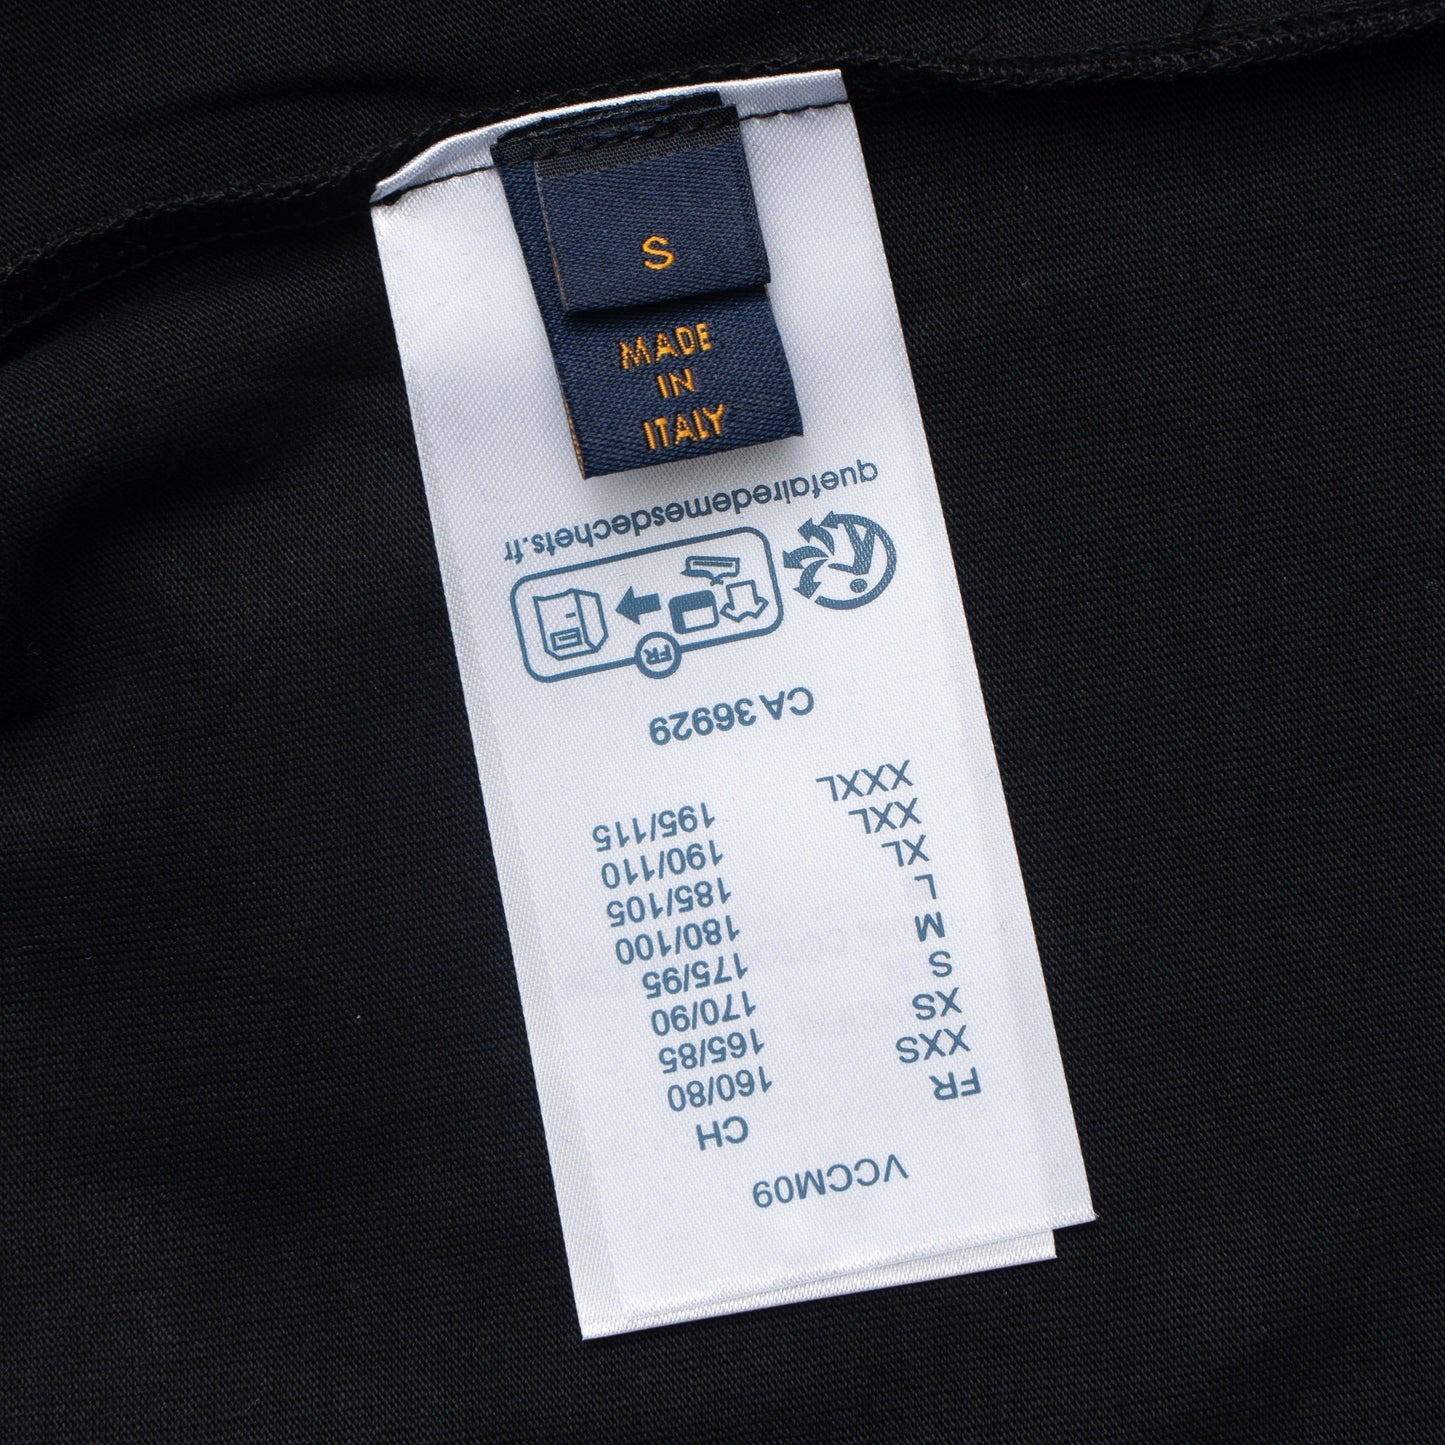 S
MADE
IN
ITALY
VCCM09
FR CH
XXS 160/80
XS 165/85
S 170/90
M 175/95
L 180/100
XL 185/105
XXL 190/110
XXXL 195/115
CA 36929
FR
quefairedemesdechets.fr